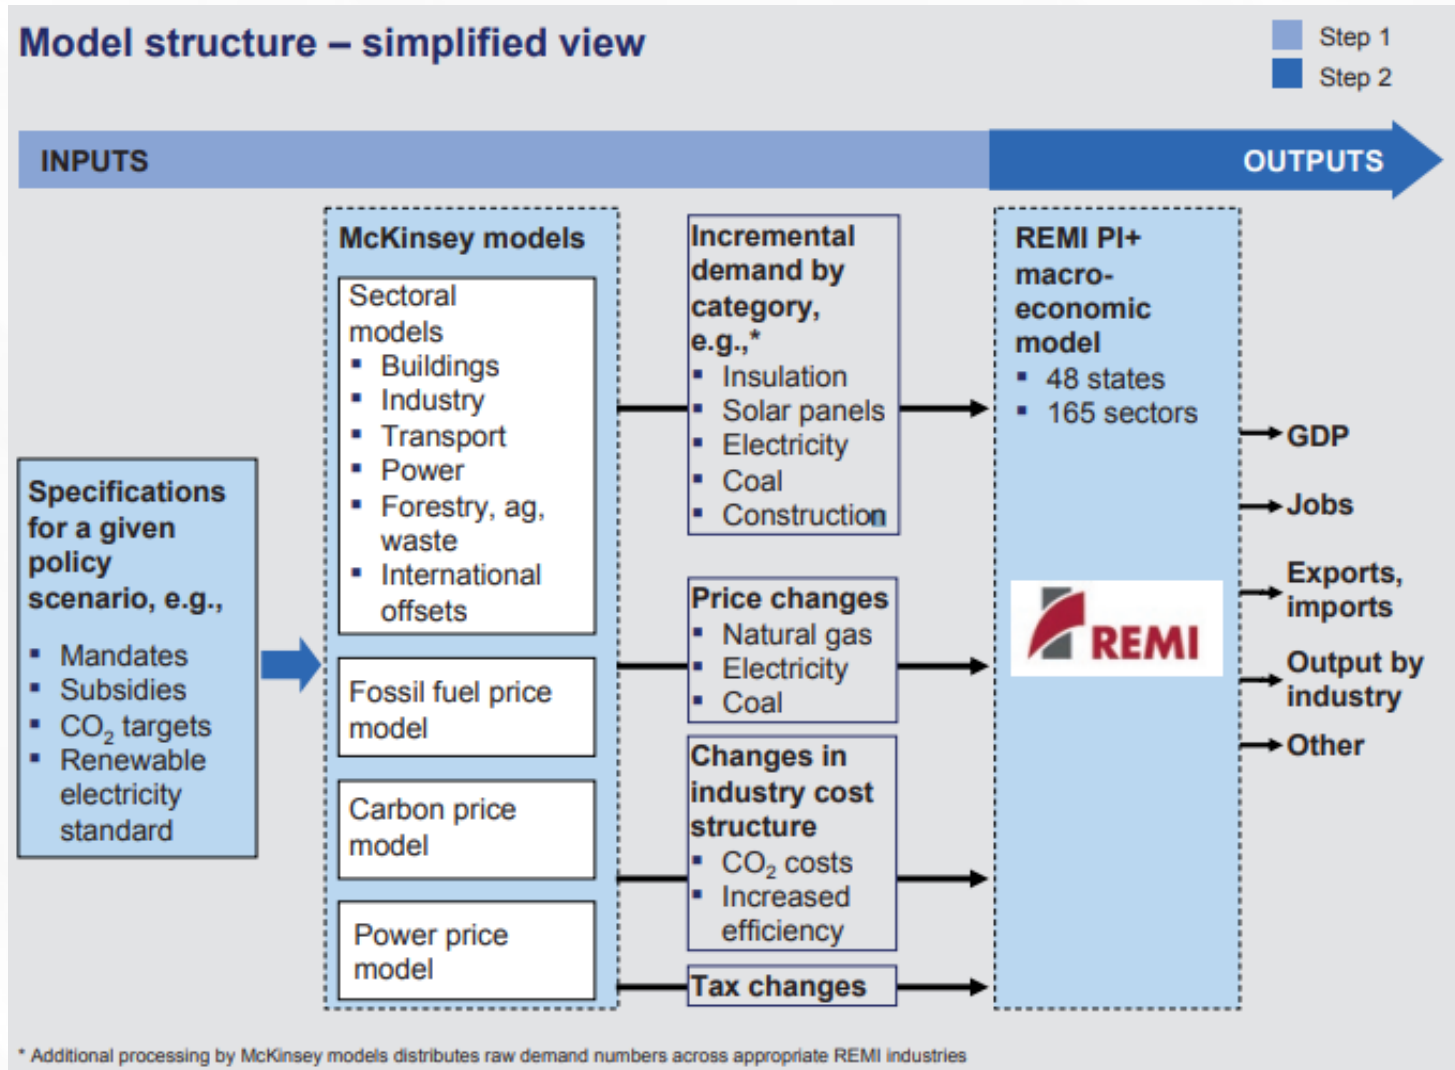 Model structure – simplified view
Step 1
Step 2
INPUTS
OUTPUTS
Specifications
for a given
policy
scenario, e.g.,
▪ Mandates
▪ Subsidies
▪ CO₂ targets
▪ Renewable
electricity
standard
McKinsey models
Sectoral
models
▪ Buildings
▪ Industry
▪ Transport
▪ Power
▪ Forestry, ag,
waste
▪ International
offsets
Fossil fuel price
model
Carbon price
model
Power price
model
Incremental
demand by
category,
e.g.,*
▪ Insulation
▪ Solar panels
▪ Electricity
▪ Coal
▪ Construction
Price changes
▪ Natural gas
▪ Electricity
▪ Coal
Changes in
industry cost
structure
▪ CO₂ costs
▪ Increased
efficiency
Tax changes
REMI PI+
macro-
economic
model
▪ 48 states
▪ 165 sectors
REMI
GDP
Jobs
Exports,
imports
Output by
industry
Other
* Additional processing by McKinsey models distributes raw demand numbers across appropriate REMI industries